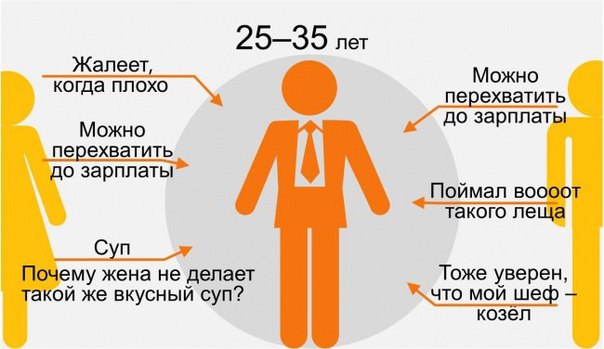 25–35 лет
Жалеет,
когда плохо
Можно
перехватить
до зарплаты
Суп
Почему жена не делает
такой же вкусный суп?
Можно
перехватить
до зарплаты
Поймал воооот
такого леща
Тоже уверен,
что мой шеф –
козёл